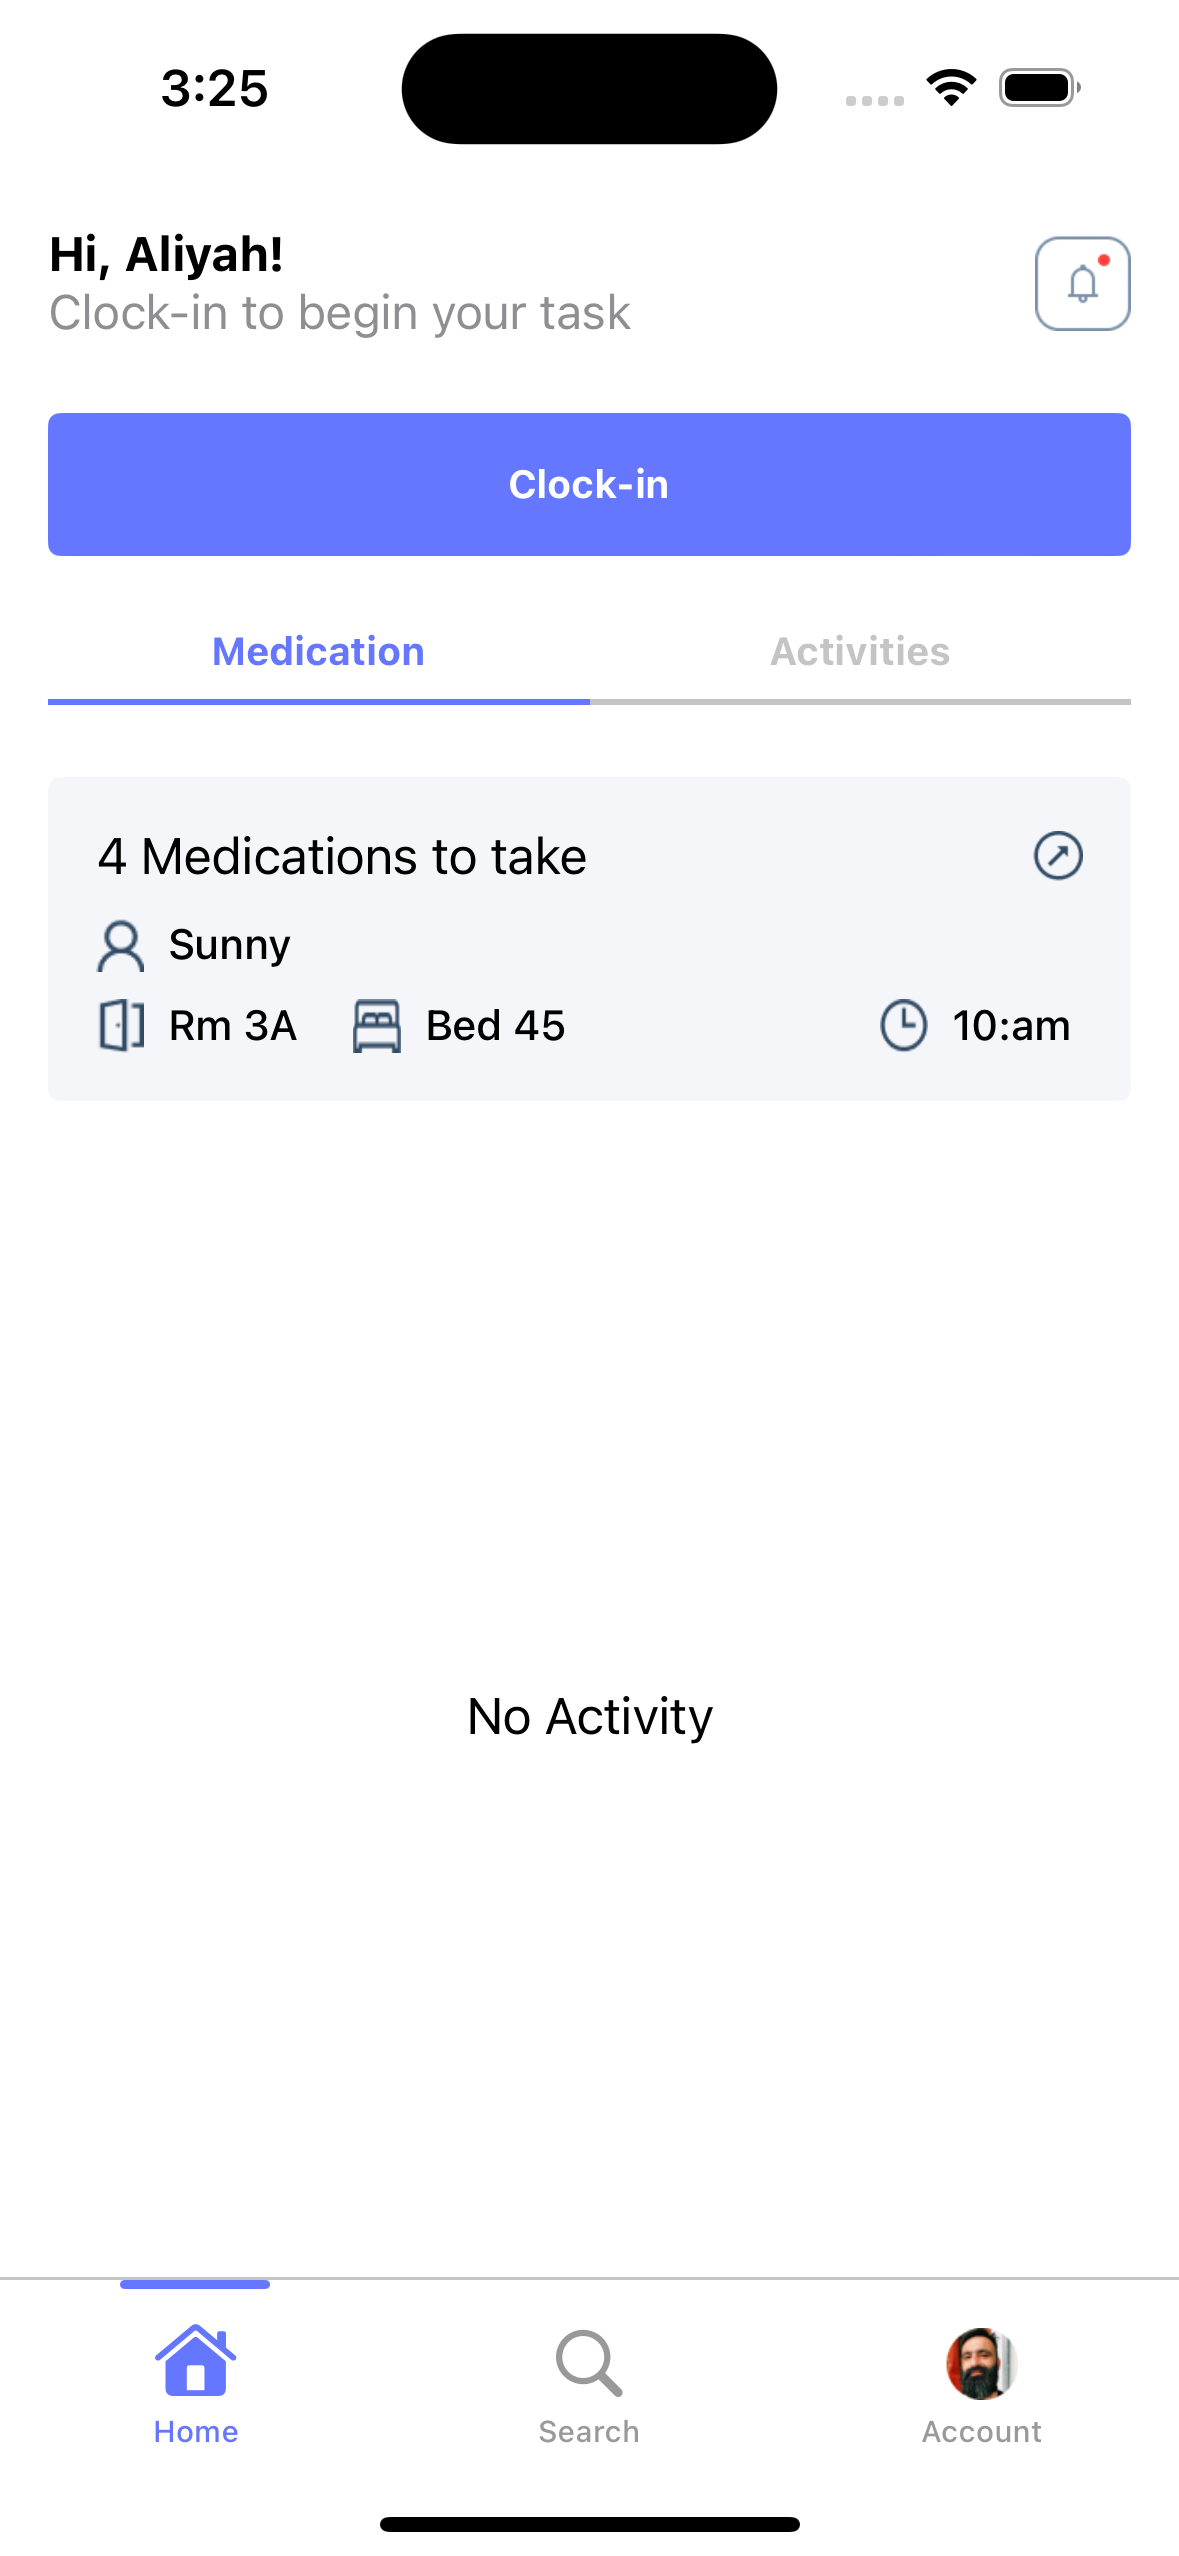 3:25
Hi, Aliyah!
Clock-in to begin your task
Clock-in
Medication Activities
4 Medications to take
Sunny
Rm 3A Bed 45 10:am
No Activity
Home Search Account